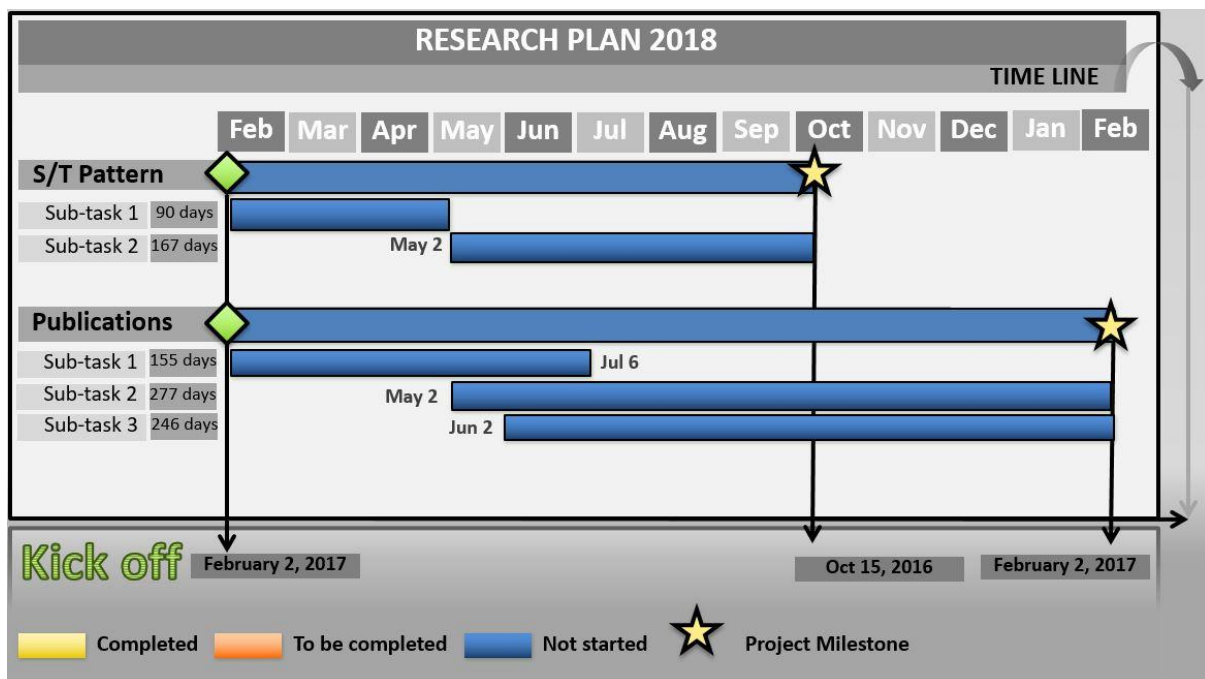 RESEARCH PLAN 2018
TIME LINE
Feb Mar Apr May Jun Jul Aug Sep Oct Nov Dec Jan Feb
S/T Pattern
Sub-task 1 90 days
Sub-task 2 167 days May 2
Publications
Sub-task 1 155 days Jul 6
Sub-task 2 277 days May 2
Sub-task 3 246 days Jun 2
Kick off February 2, 2017 Oct 15, 2016 February 2, 2017
Completed To be completed Not started Project Milestone